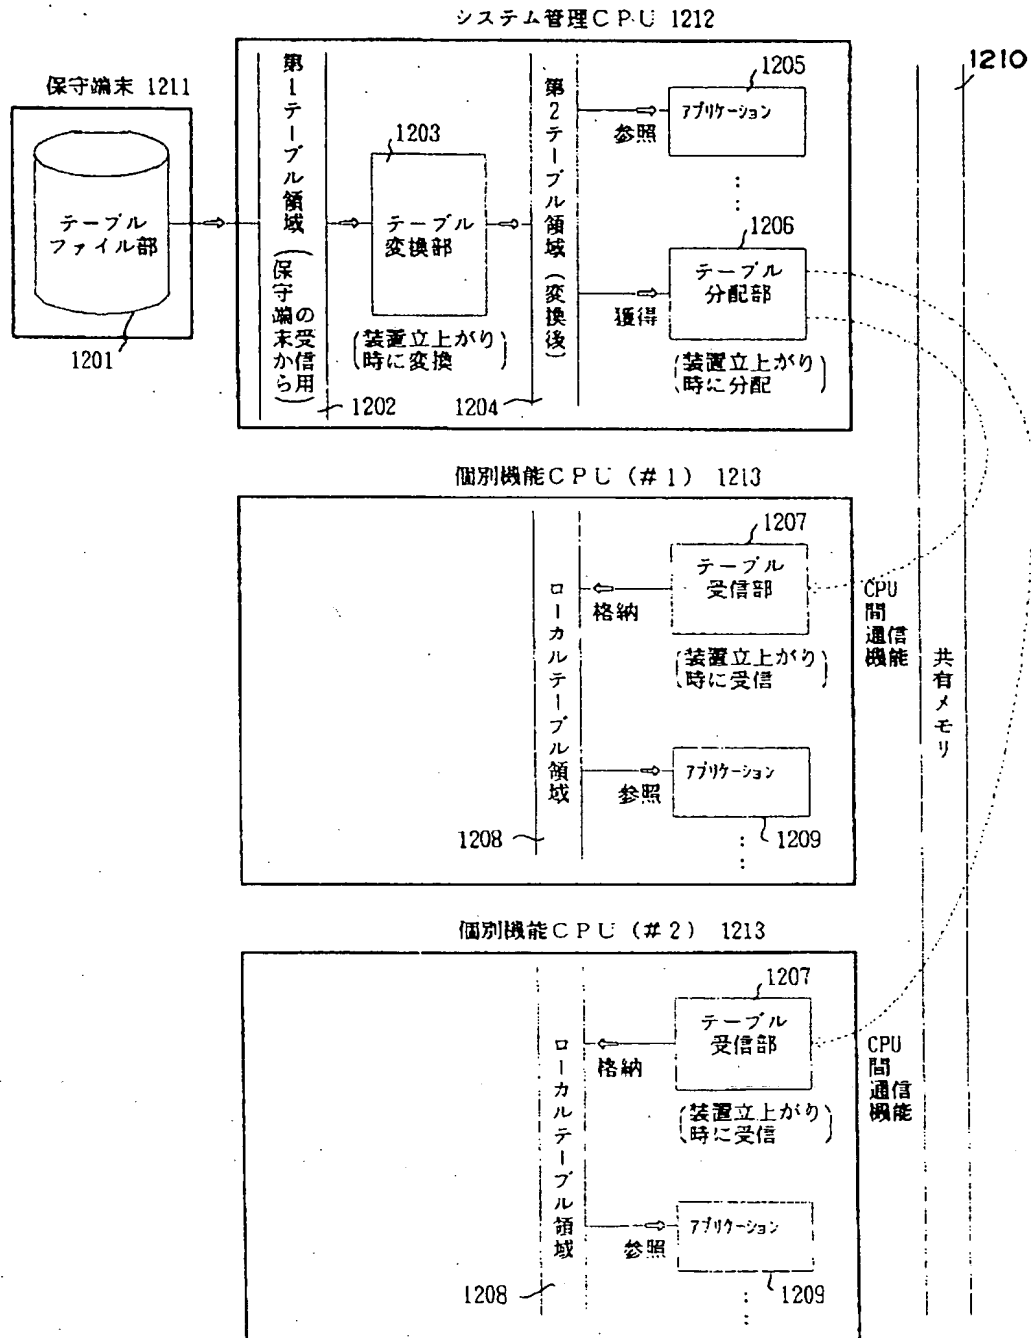 システム管理ＣＰＵ 1212
保守端末 1211
テーブル
ファイル部
1201
第1テーブル領域
(保守端末から
の受信用)
1202
1203
テーブル
変換部
(装置立上がり
時に変換)
第2テーブル領域(変換後)
1204
参照
1205
アプリケーション
獲得
1206
テーブル
分配部
(装置立上がり
時に分配)
1210
共有メモリ
個別機能ＣＰＵ (＃1) 1213
ローカルテーブル領域
1208
格納
1207
テーブル
受信部
(装置立上がり
時に受信)
CPU
間
通信
機能
参照
アプリケーション
1209
個別機能ＣＰＵ (＃2) 1213
ローカルテーブル領域
1208
格納
1207
テーブル
受信部
(装置立上がり
時に受信)
CPU
間
通信
機能
参照
アプリケーション
1209